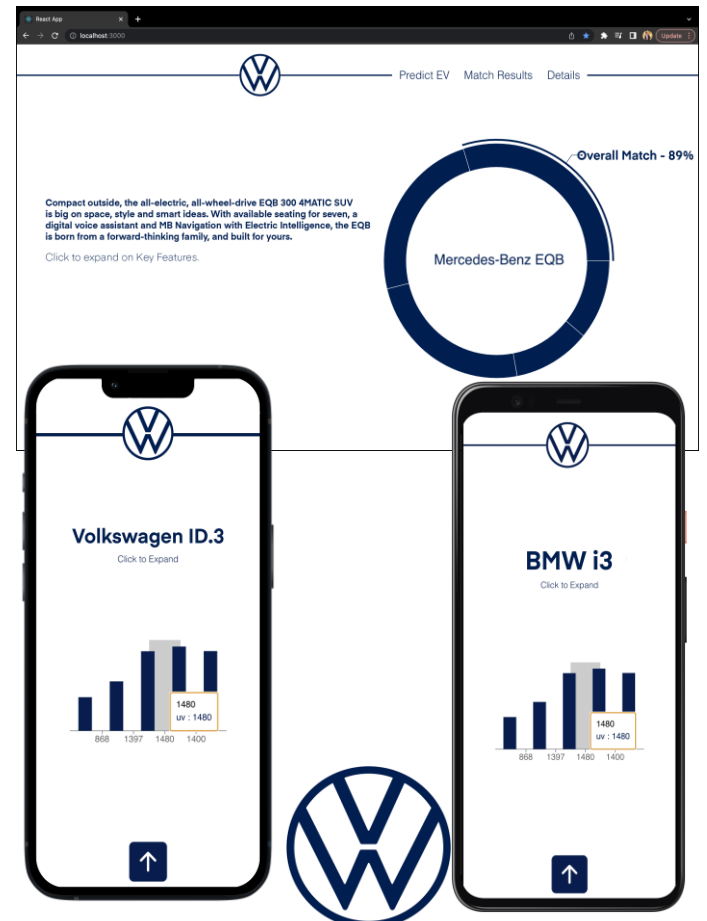 React App
localhost:3000
Update
Predict EV Match Results Details
Overall Match - 89%
Compact outside, the all-electric, all-wheel-drive EQB 300 4MATIC SUV
is big on space, style and smart ideas. With available seating for seven, a
digital voice assistant and MB Navigation with Electric Intelligence, the EQB
is born from a forward-thinking family, and built for yours.
Click to expand on Key Features.
Mercedes-Benz EQB
Volkswagen ID.3
Click to Expand
1480
uv : 1480
868 1397 1480 1400
BMW i3
Click to Expand
1480
uv : 1480
868 1397 1480 1400